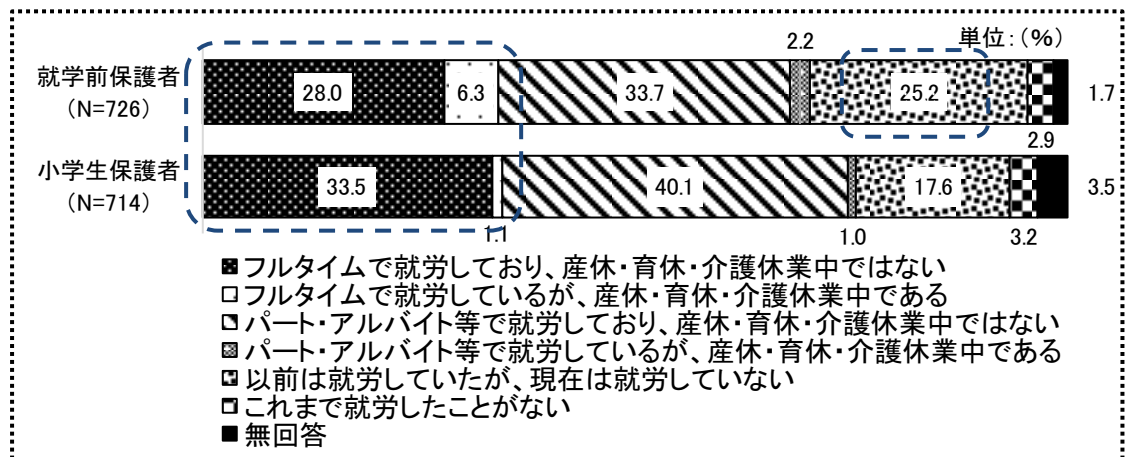 単位：(%)
2.2
就学前保護者
(N=726)
28.0 6.3 33.7 25.2 1.7
2.9
小学生保護者
(N=714)
33.5 40.1 17.6 3.5
1.1 1.0 3.2
フルタイムで就労しており、産休・育休・介護休業中ではない
フルタイムで就労しているが、産休・育休・介護休業中である
パート・アルバイト等で就労しており、産休・育休・介護休業中ではない
パート・アルバイト等で就労しているが、産休・育休・介護休業中である
以前は就労していたが、現在は就労していない
これまで就労したことがない
無回答